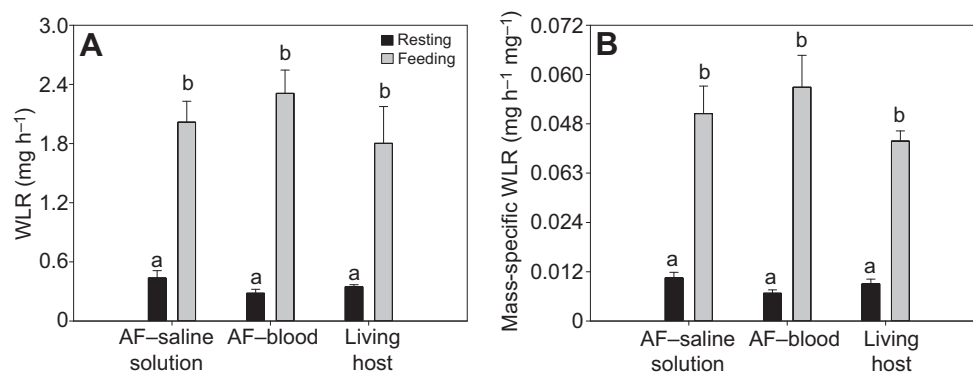 A
Resting
Feeding
WLR (mg h⁻¹)
3.0
2.4
1.8
1.2
0.6
0
a
b
a
b
a
b
AF–saline
solution
AF–blood
Living
host
B
Mass-specific WLR (mg h⁻¹ mg⁻¹)
0.072
0.060
0.048
0.063
0.024
0.012
0
a
b
a
b
a
b
AF–saline
solution
AF–blood
Living
host